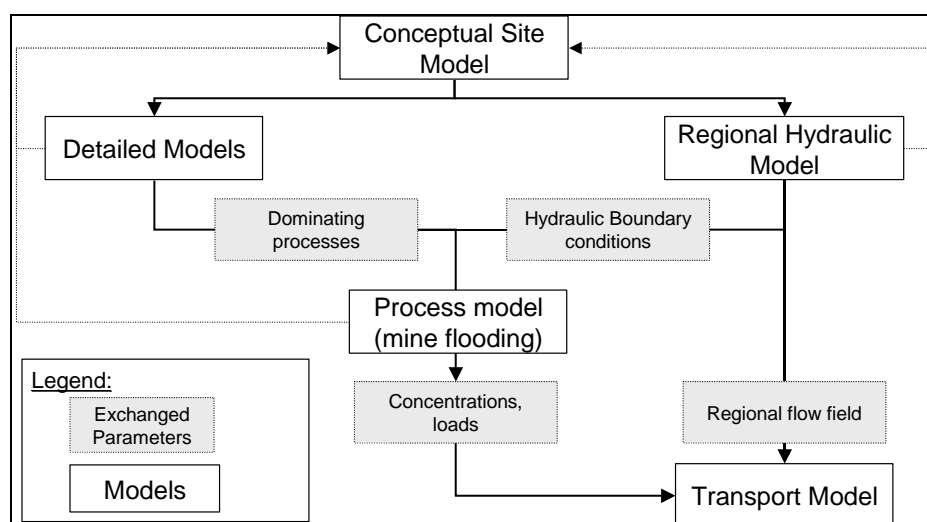 Conceptual Site
Model
Detailed Models
Regional Hydraulic
Model
Dominating
processes
Hydraulic Boundary
conditions
Process model
(mine flooding)
Legend:
Exchanged
Parameters
Models
Concentrations,
loads
Regional flow field
Transport Model